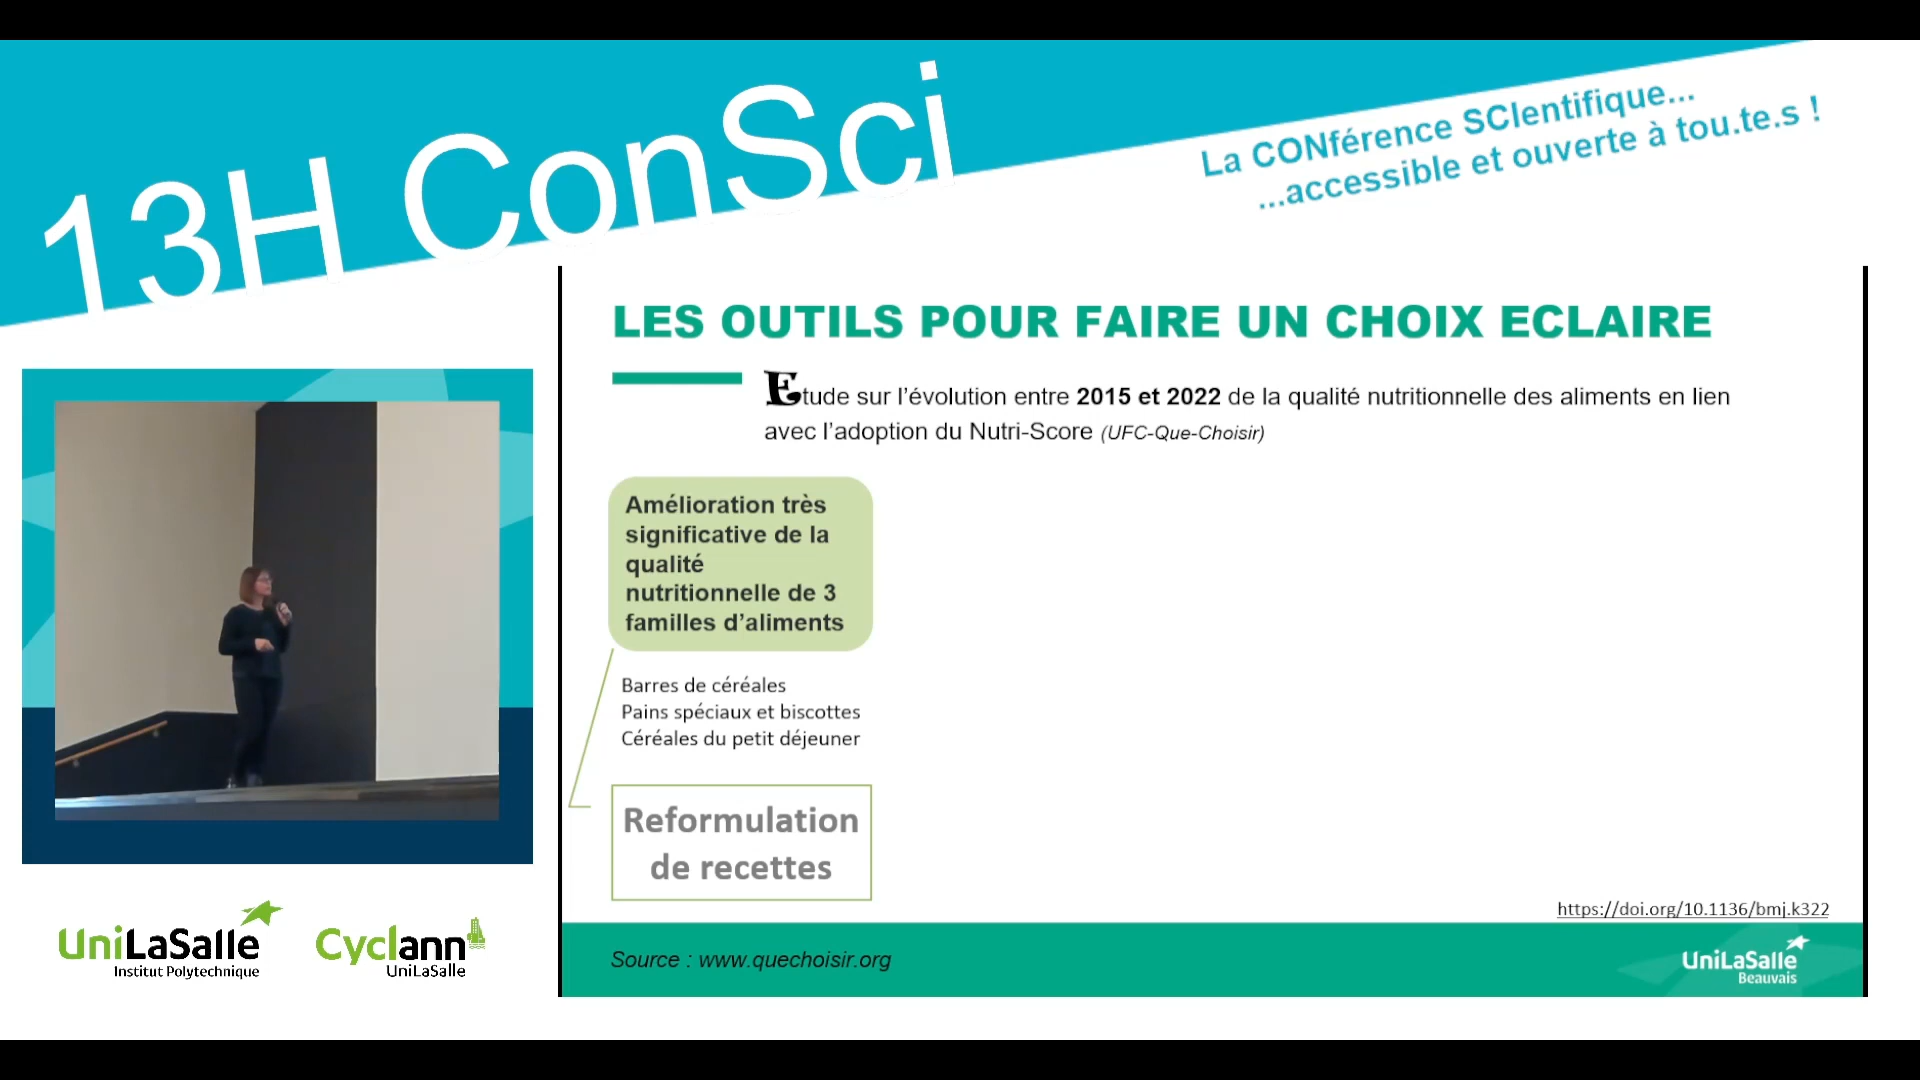 13H ConSci
La CONférence SCIentifique...
...accessible et ouverte à tou.te.s !
LES OUTILS POUR FAIRE UN CHOIX ECLAIRE
Etude sur l’évolution entre 2015 et 2022 de la qualité nutritionnelle des aliments en lien
avec l’adoption du Nutri-Score (UFC-Que-Choisir)
Amélioration très
significative de la
qualité
nutritionnelle de 3
familles d’aliments
Barres de céréales
Pains spéciaux et biscottes
Céréales du petit déjeuner
Reformulation
de recettes
https://doi.org/10.1136/bmj.k322
Source : www.quechoisir.org
UniLaSalle
Beauvais
UniLaSalle
Institut Polytechnique
Cyclann
UniLaSalle